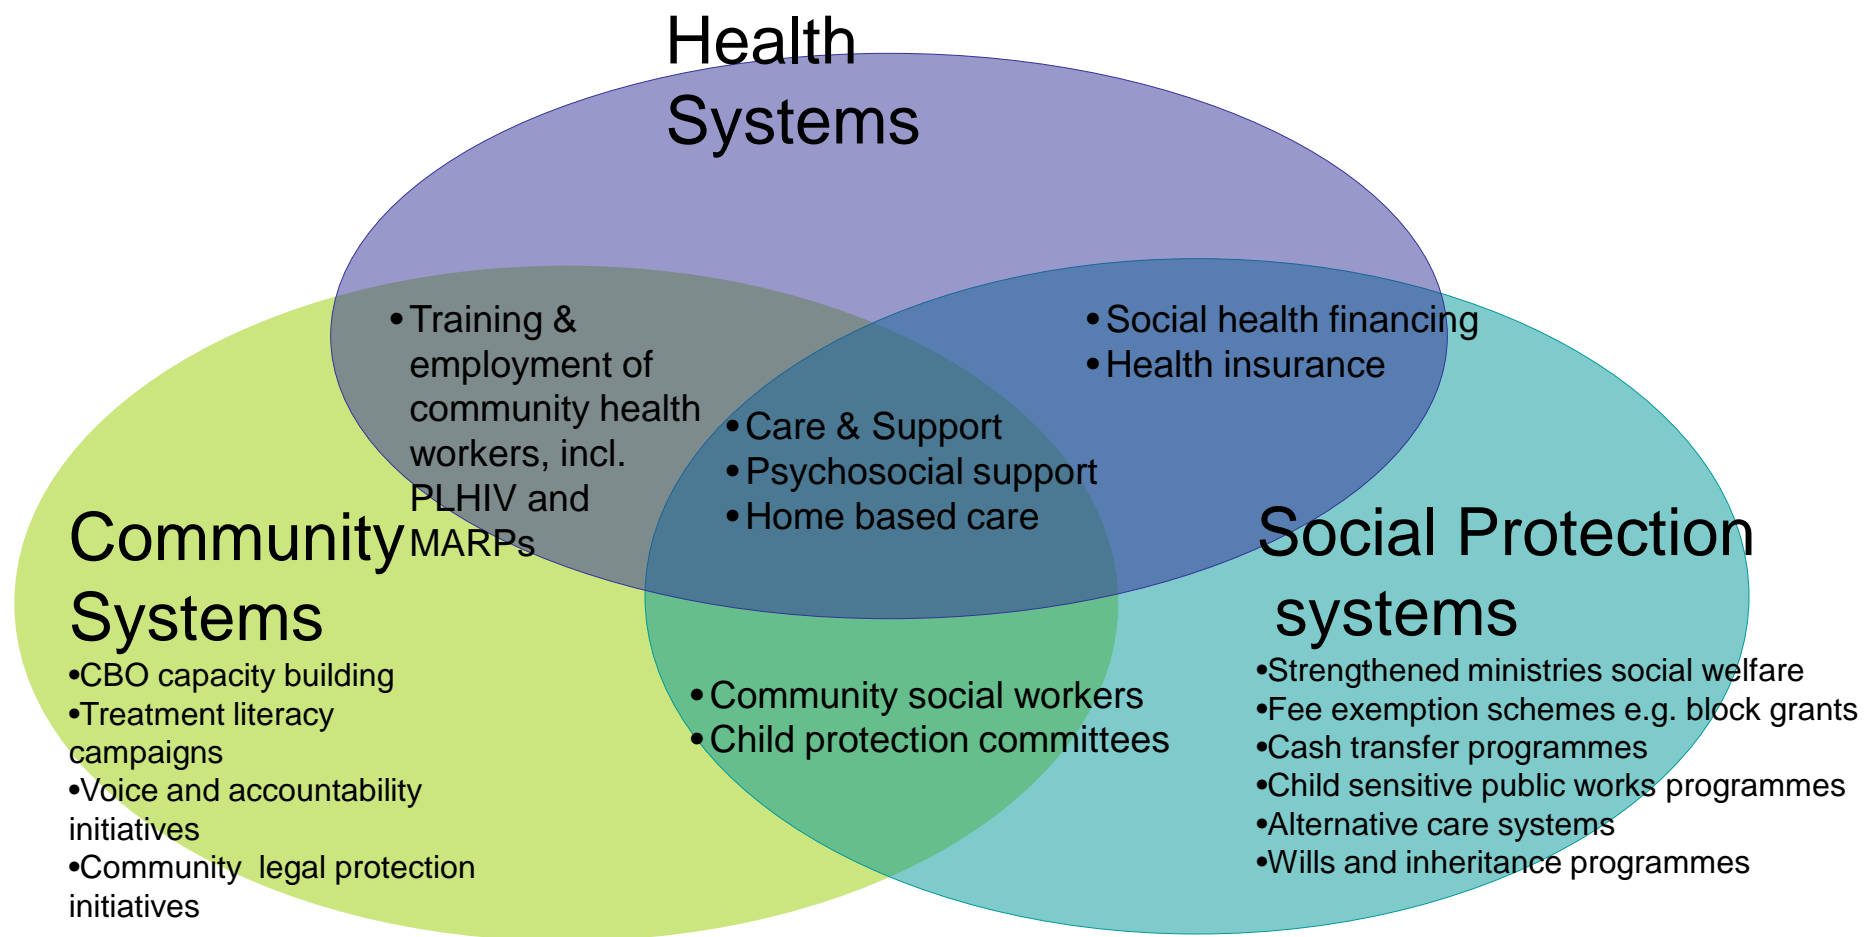 Health
Systems
•Training &
employment of
community health
workers, incl.
PLHIV and
MARPs
•Social health financing
•Health insurance
•Care & Support
•Psychosocial support
•Home based care
Community
Systems
•CBO capacity building
•Treatment literacy
campaigns
•Voice and accountability
initiatives
•Community  legal protection
initiatives
•Community social workers
•Child protection committees
Social Protection
systems
•Strengthened ministries social welfare
•Fee exemption schemes e.g. block grants
•Cash transfer programmes
•Child sensitive public works programmes
•Alternative care systems
•Wills and inheritance programmes